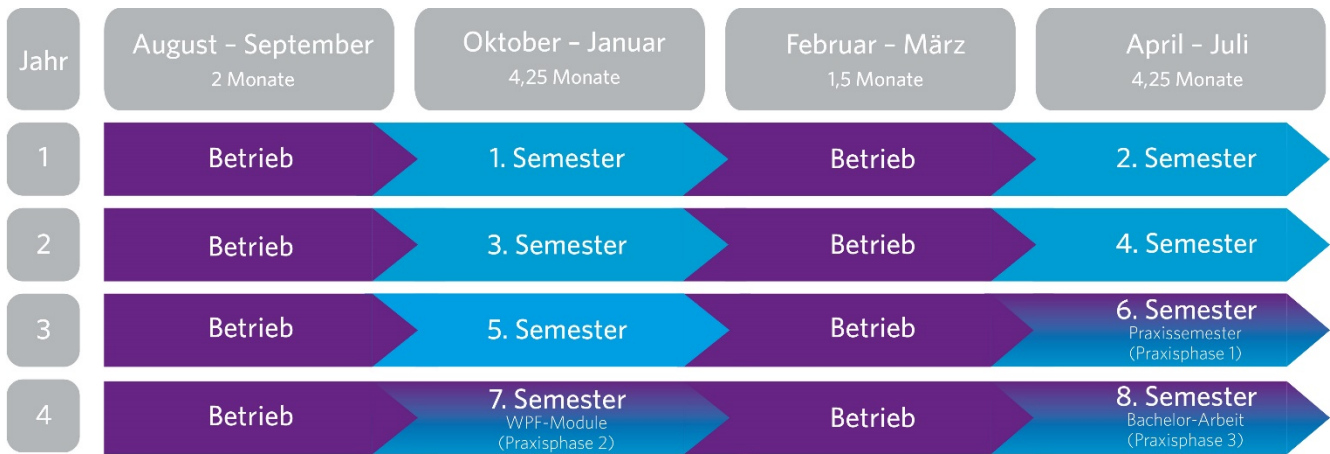 Jahr
August – September
2 Monate
Oktober – Januar
4,25 Monate
Februar – März
1,5 Monate
April – Juli
4,25 Monate
1
Betrieb
1. Semester
Betrieb
2. Semester
2
Betrieb
3. Semester
Betrieb
4. Semester
3
Betrieb
5. Semester
Betrieb
6. Semester
Praxissemester
(Praxisphase 1)
4
Betrieb
7. Semester
WPF-Module
(Praxisphase 2)
Betrieb
8. Semester
Bachelor-Arbeit
(Praxisphase 3)